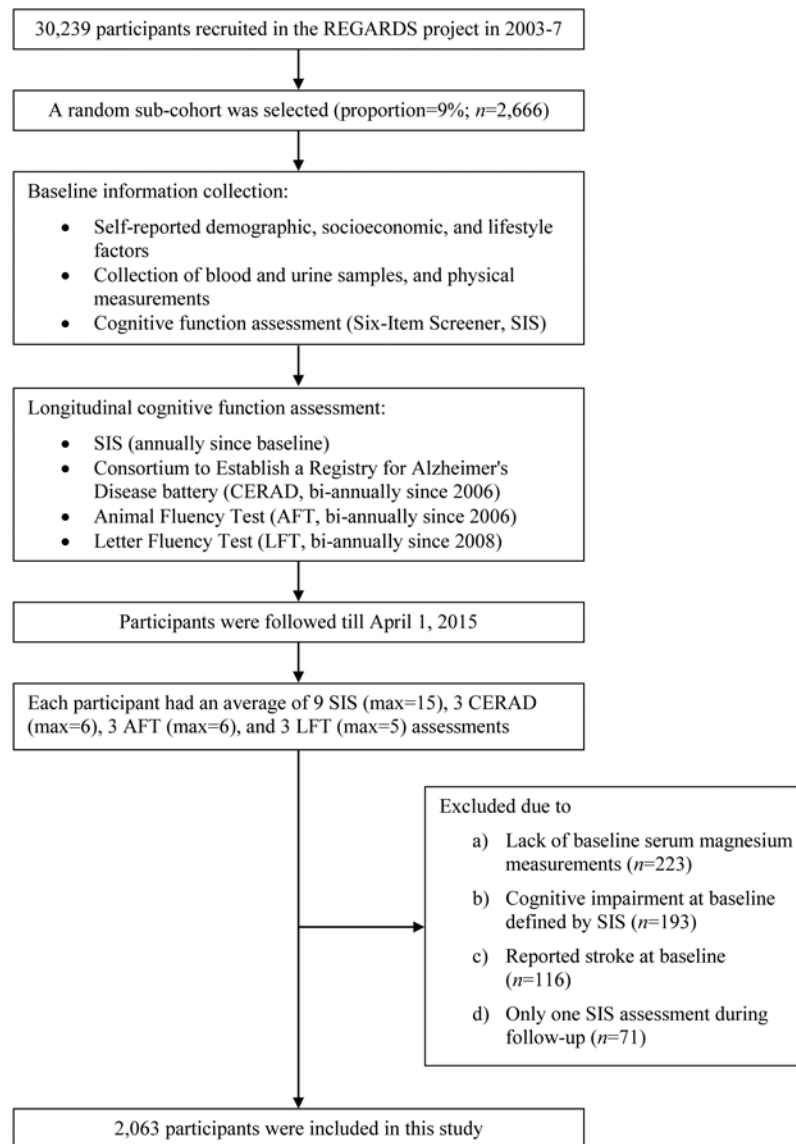 30,239 participants recruited in the REGARDS project in 2003-7
A random sub-cohort was selected (proportion=9%; n=2,666)
Baseline information collection:
• Self-reported demographic, socioeconomic, and lifestyle
factors
• Collection of blood and urine samples, and physical
measurements
• Cognitive function assessment (Six-Item Screener, SIS)
Longitudinal cognitive function assessment:
• SIS (annually since baseline)
• Consortium to Establish a Registry for Alzheimer's
Disease battery (CERAD, bi-annually since 2006)
• Animal Fluency Test (AFT, bi-annually since 2006)
• Letter Fluency Test (LFT, bi-annually since 2008)
Participants were followed till April 1, 2015
Each participant had an average of 9 SIS (max=15), 3 CERAD
(max=6), 3 AFT (max=6), and 3 LFT (max=5) assessments
Excluded due to
a) Lack of baseline serum magnesium
measurements (n=223)
b) Cognitive impairment at baseline
defined by SIS (n=193)
c) Reported stroke at baseline
(n=116)
d) Only one SIS assessment during
follow-up (n=71)
2,063 participants were included in this study